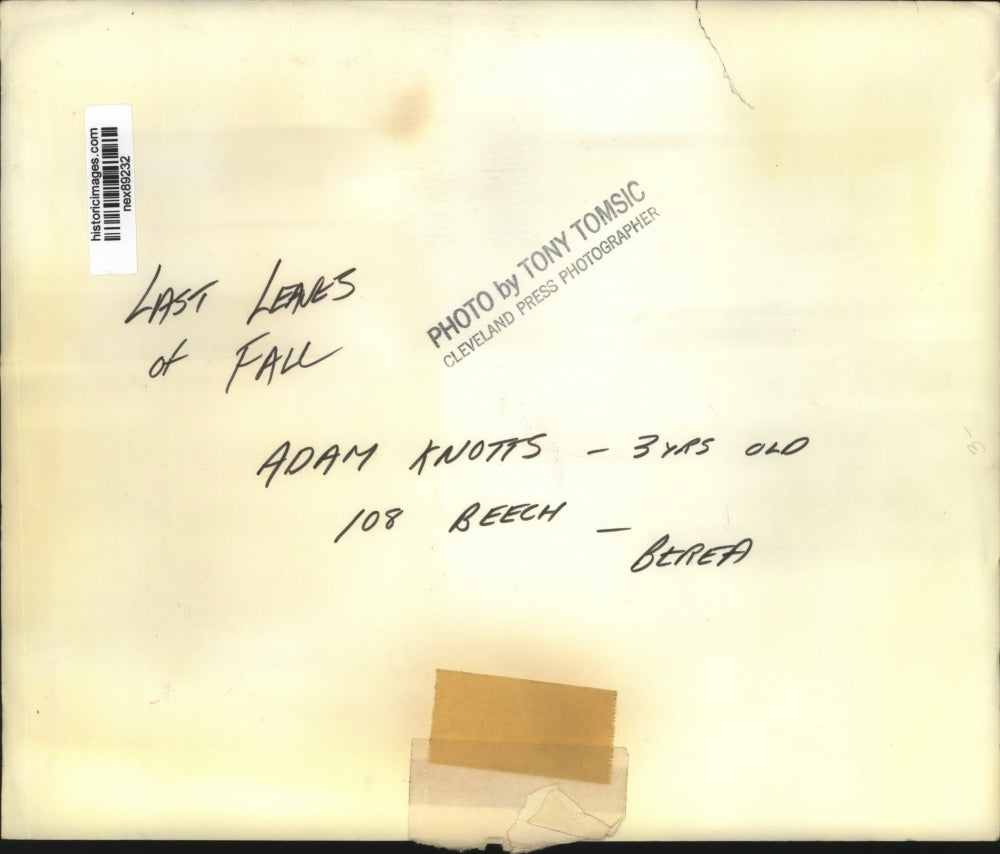 historicimages.com
nex89232
PHOTO by TONY TOMSIC
CLEVELAND PRESS PHOTOGRAPHER
LAST LEAVES
of FALL
ADAM KNOTTS - 3 YRS OLD
108 BEECH -
BEREA